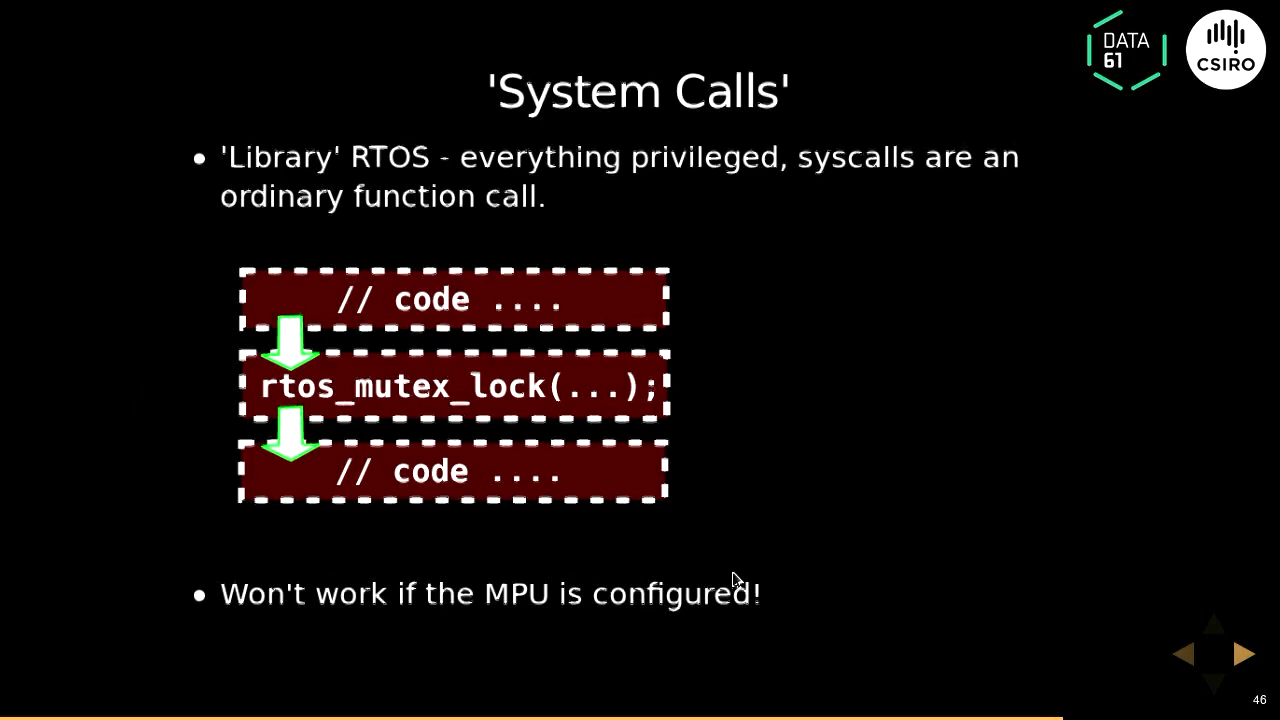 DATA
61
CSIRO
'System Calls'
• 'Library' RTOS - everything privileged, syscalls are an
ordinary function call.
// code ....
rtos_mutex_lock(...);
// code ....
• Won't work if the MPU is configured!
46